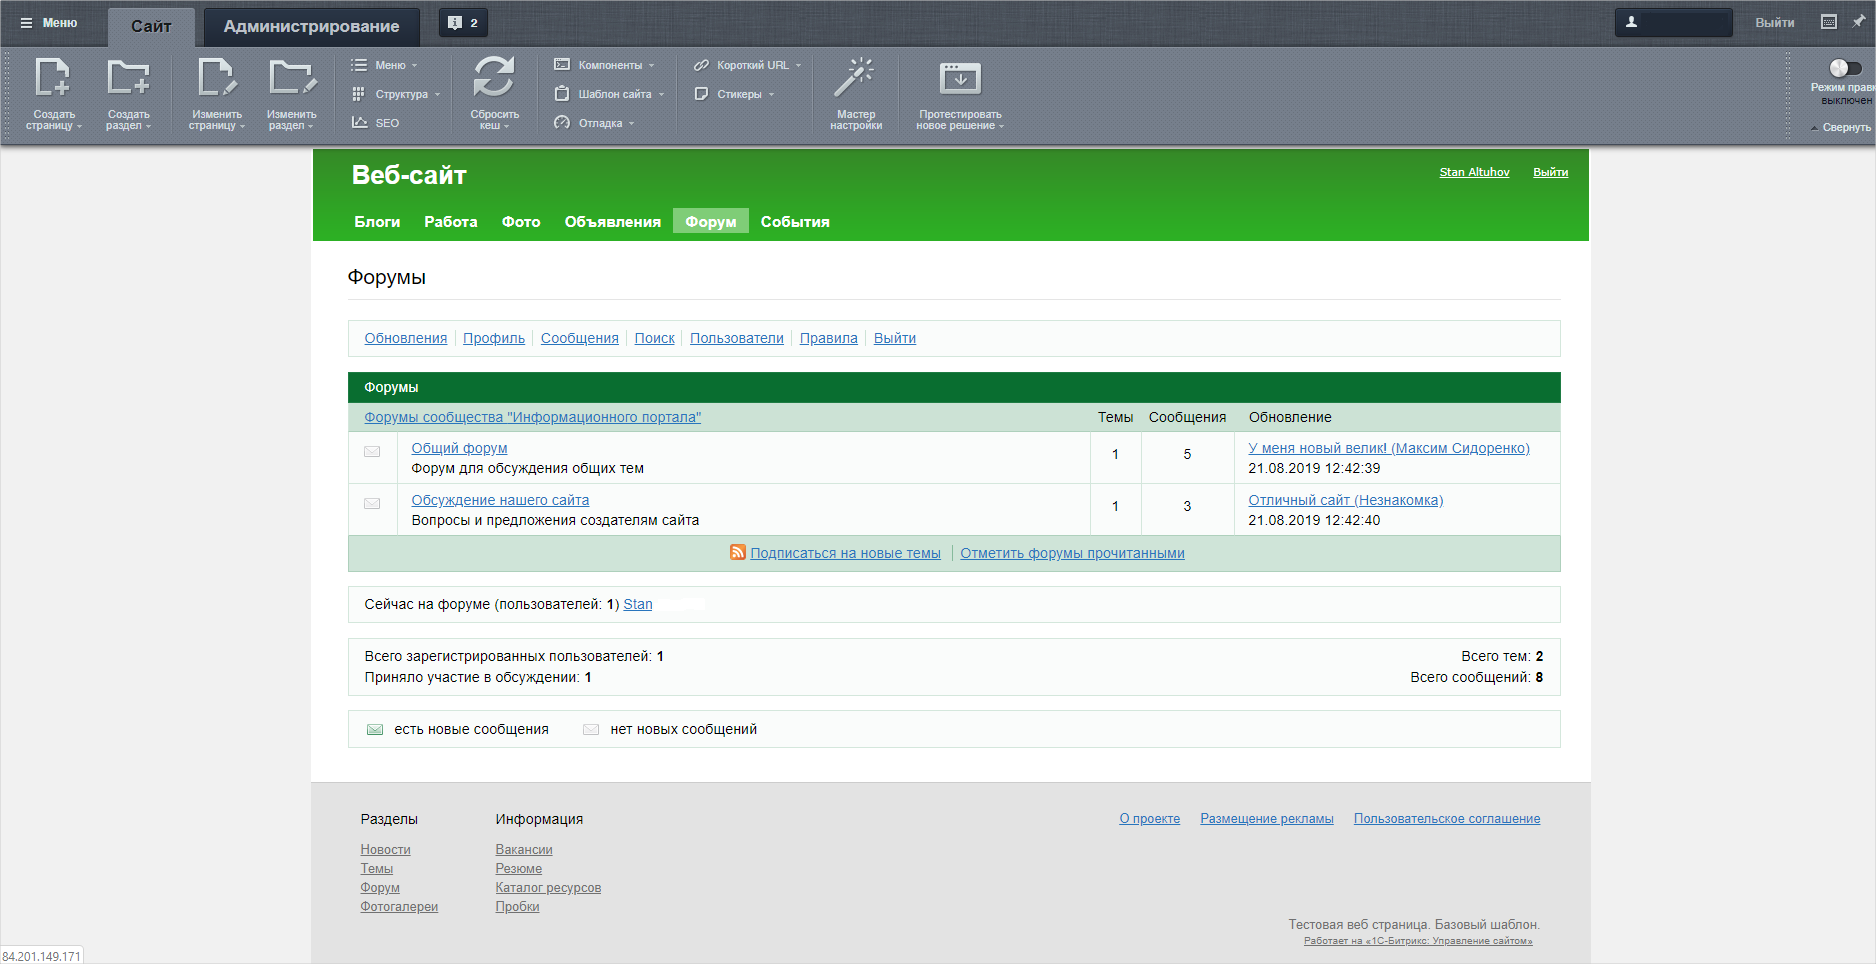 Меню
Сайт
Администрирование
2
Выйти
Создать страницу
Создать раздел
Изменить страницу
Изменить раздел
Меню
Структура
SEO
Сбросить кеш
Компоненты
Шаблон сайта
Отладка
Короткий URL
Стикеры
Мастер настройки
Протестировать новое решение
Режим прав
выключен
Свернуть
Веб-сайт
Stan Altuhov Выйти
Блоги Работа Фото Объявления Форум События
Форумы
Обновления Профиль Сообщения Поиск Пользователи Правила Выйти
Форумы
Форумы сообщества "Информационного портала" Темы Сообщения Обновление
Общий форум 1 5 У меня новый велик! (Максим Сидоренко)
Форум для обсуждения общих тем 21.08.2019 12:42:39
Обсуждение нашего сайта 1 3 Отличный сайт (Незнакомка)
Вопросы и предложения создателям сайта 21.08.2019 12:42:40
Подписаться на новые темы Отметить форумы прочитанными
Сейчас на форуме (пользователей: 1) Stan
Всего зарегистрированных пользователей: 1 Всего тем: 2
Приняло участие в обсуждении: 1 Всего сообщений: 8
есть новые сообщения нет новых сообщений
Разделы Информация О проекте Размещение рекламы Пользовательское соглашение
Новости Вакансии
Темы Резюме
Форум Каталог ресурсов
Фотогалереи Пробки
Тестовая веб страница. Базовый шаблон.
Работает на «1С-Битрикс: Управление сайтом»
84.201.149.171